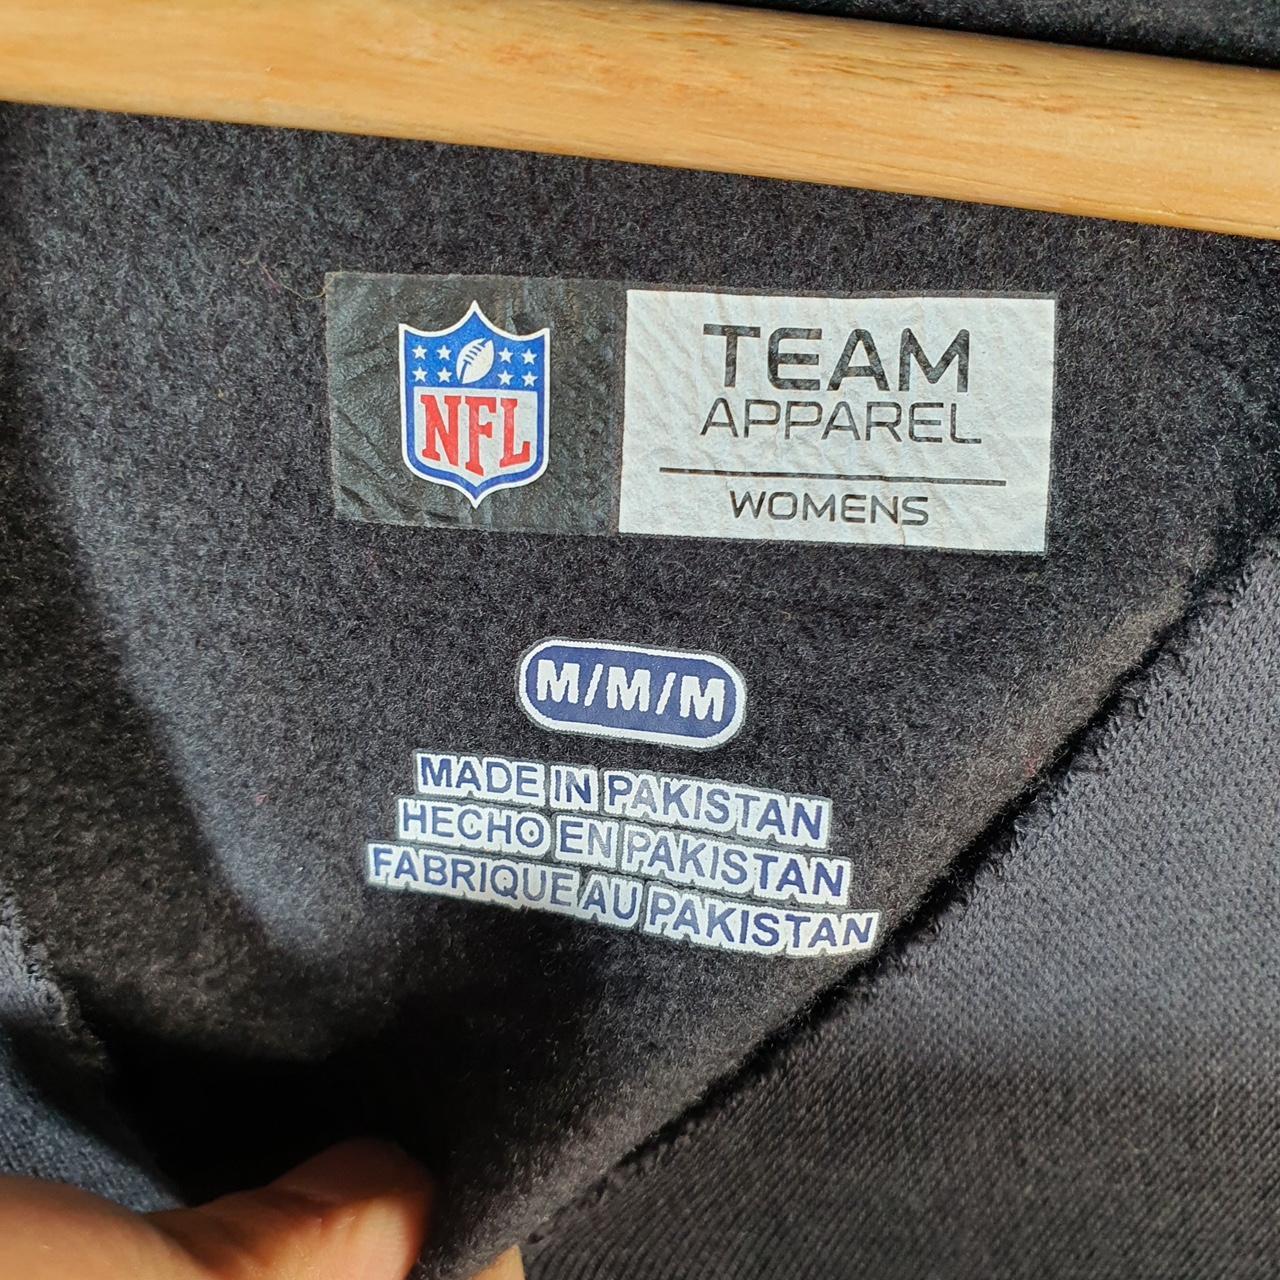 NFL
TEAM
APPAREL
WOMENS
M/M/M
MADE IN PAKISTAN
HECHO EN PAKISTAN
FABRIQUE AU PAKISTAN